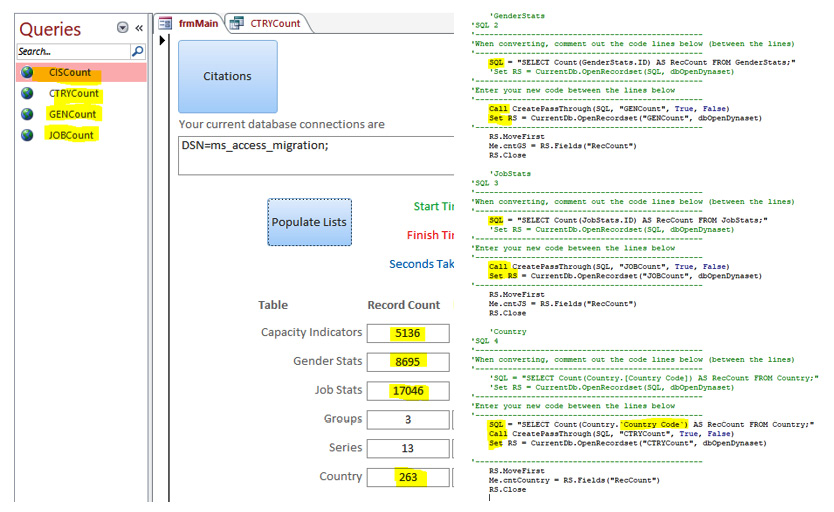 Queries
Search..
CISCount
CTRYCount
GENCount
JOBCount
frmMain
CTRYCount
Citations
Your current database connections are
DSN=ms_access_migration;
Populate Lists
Start Tir
Finish Tir
Seconds Tak
Table Record Count
Capacity Indicators 5136
Gender Stats 8695
Job Stats 17046
Groups 3
Series 13
Country 263
'GenderStats
'SQL 2
'------------------------------------------------
'When converting, comment out the code lines below (between the lines)
'------------------------------------------------
SQL = "SELECT Count(GenderStats.ID) AS RecCount FROM GenderStats;"
'Set RS = CurrentDb.OpenRecordset(SQL, dbOpenDynaset)
'------------------------------------------------
'Enter your new code between the lines below
'------------------------------------------------
Call CreatePassThrough(SQL, "GENCount", True, False)
Set RS = CurrentDb.OpenRecordset("GENCount", dbOpenDynaset)
'------------------------------------------------
RS.MoveFirst
Me.cntGS = RS.Fields("RecCount")
RS.Close
'JobStats
'SQL 3
'------------------------------------------------
'When converting, comment out the code lines below (between the lines)
'------------------------------------------------
SQL = "SELECT Count(JobStats.ID) AS RecCount FROM JobStats;"
'Set RS = CurrentDb.OpenRecordset(SQL, dbOpenDynaset)
'------------------------------------------------
'Enter your new code between the lines below
'------------------------------------------------
Call CreatePassThrough(SQL, "JOBCount", True, False)
Set RS = CurrentDb.OpenRecordset("JOBCount", dbOpenDynaset)
'------------------------------------------------
RS.MoveFirst
Me.cntJS = RS.Fields("RecCount")
RS.Close
'Country
'SQL 4
'------------------------------------------------
'When converting, comment out the code lines below (between the lines)
'------------------------------------------------
'SQL = "SELECT Count(Country.[Country Code]) AS RecCount FROM Country;"
'Set RS = CurrentDb.OpenRecordset(SQL, dbOpenDynaset)
'------------------------------------------------
'Enter your new code between the lines below
'------------------------------------------------
SQL = "SELECT Count(Country.`Country Code`) AS RecCount FROM Country;"
Call CreatePassThrough(SQL, "CTRYCount", True, False)
Set RS = CurrentDb.OpenRecordset("CTRYCount", dbOpenDynaset)
'------------------------------------------------
RS.MoveFirst
Me.cntCountry = RS.Fields("RecCount")
RS.Close